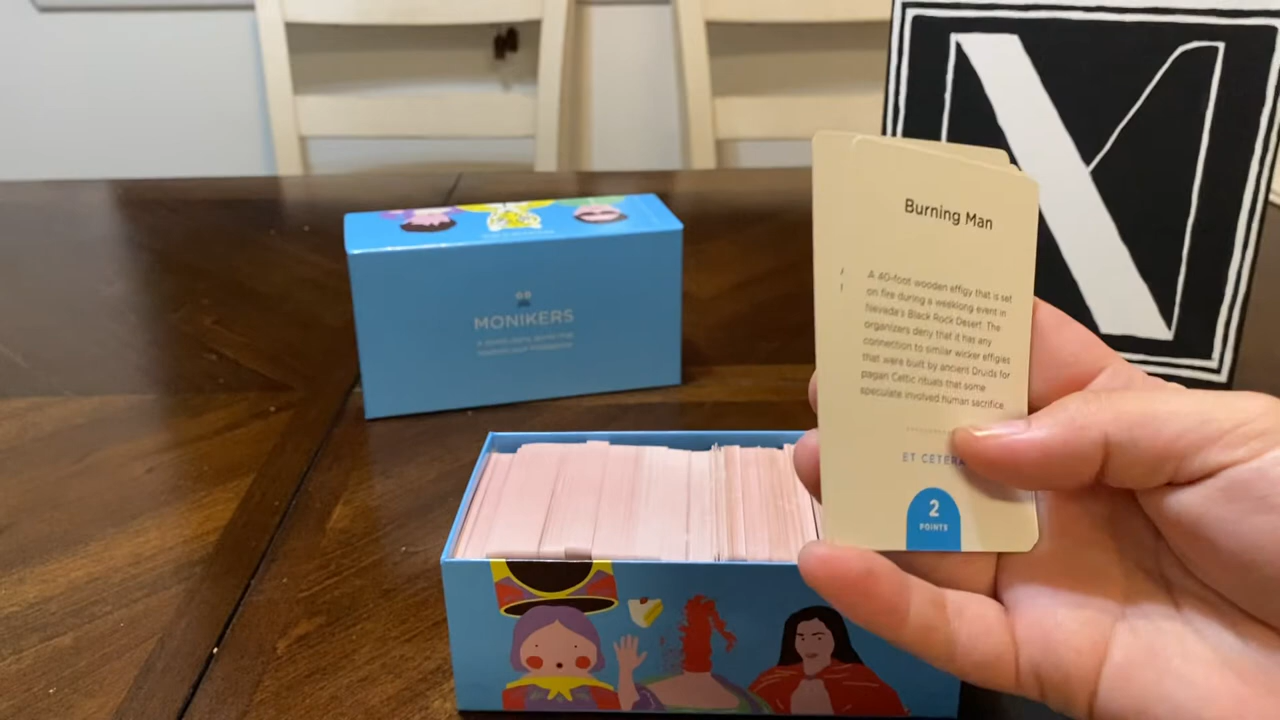 Burning Man
A 40-foot wooden effigy that is set
on fire during a weeklong event in
Nevada's Black Rock Desert. The
organizers deny that it has any
connection to similar wicker effigies
that were built by ancient Druids for
pagan Celtic rituals that some
speculate involved human sacrifice.
ET CETERA
2
POINTS
MONIKERS
M